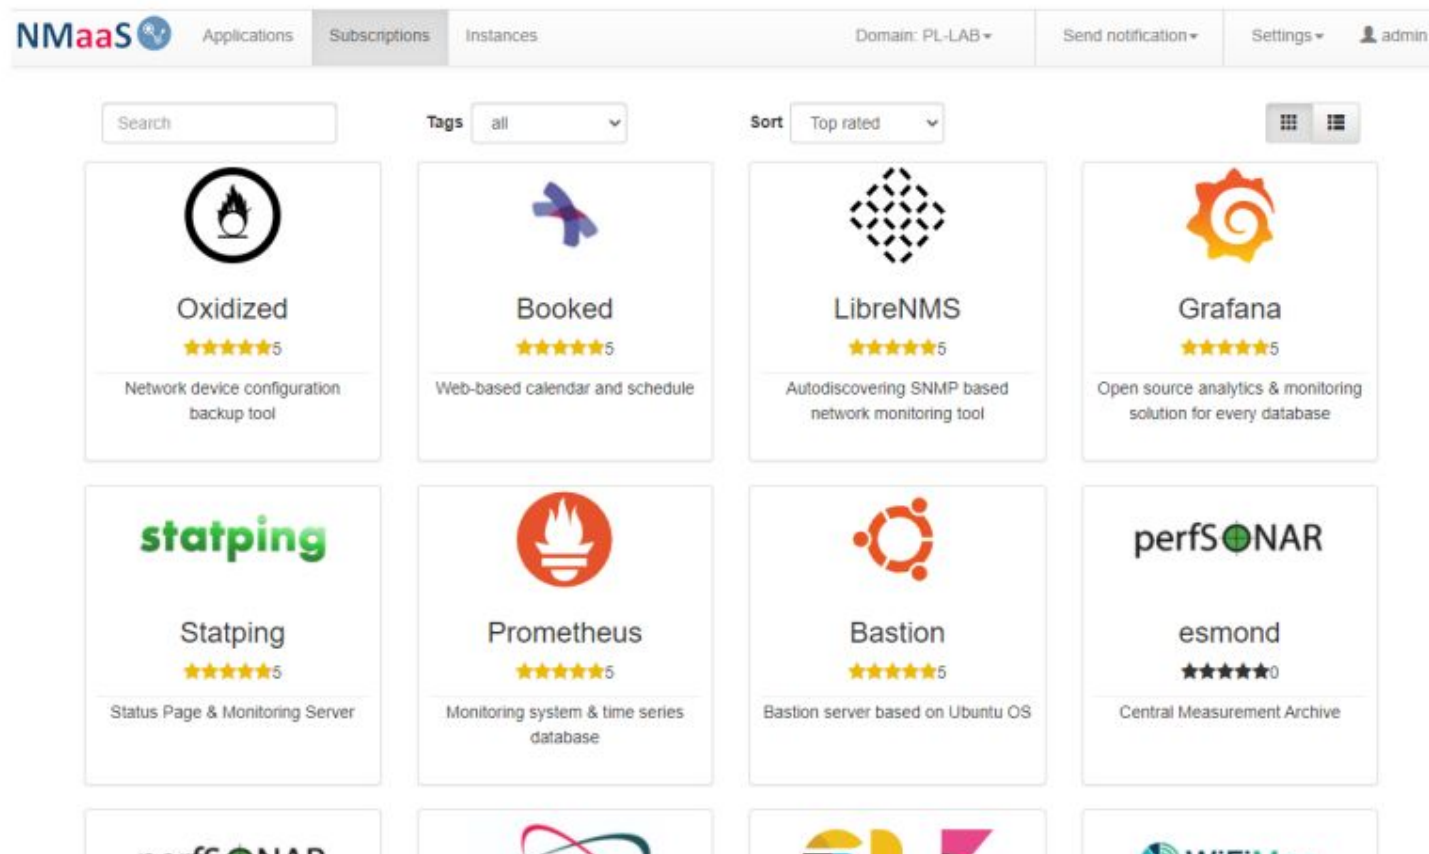 NMaaS Applications Subscriptions Instances Domain: PL-LAB Send notification Settings admin
Search Tags all Sort Top rated
Oxidized Booked LibreNMS Grafana
5 5 5 5
Network device configuration
backup tool
Web-based calendar and schedule
Autodiscovering SNMP based
network monitoring tool
Open source analytics & monitoring
solution for every database
statping perfSONAR
Statping Prometheus Bastion esmond
5 5 5 0
Status Page & Monitoring Server
Monitoring system & time series
database
Bastion server based on Ubuntu OS
Central Measurement Archive